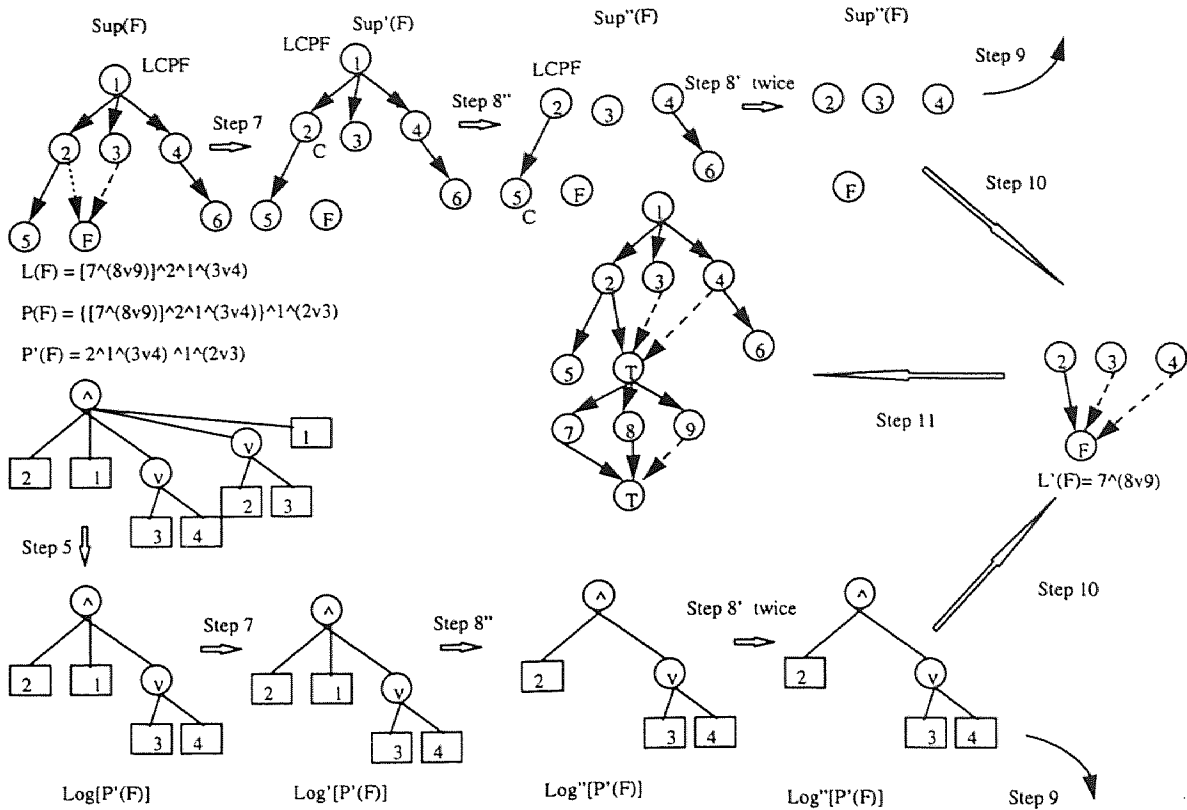 Sup(F)
Sup'(F)
Sup"(F)
Sup"(F)
LCPF
LCPF
LCPF
Step 9
1
1
2
3
4
Step 8' twice
2
3
4
Step 7
Step 8"
2
3
4
2
C
3
4
6
5
F
6
5
F
6
5
C
F
F
Step 10
L(F) = [7^(8v9)]^2^1^(3v4)
P(F) = {[7^(8v9)]^2^1^(3v4)}^1^(2v3)
P'(F) = 2^1^(3v4) ^1^(2v3)
1
2
3
4
5
T
6
7
8
9
T
2
3
4
F
Step 11
L'(F)= 7^(8v9)
^
2
1
v
v
1
3
4
2
3
Step 5
Step 10
^
Step 7
^
Step 8"
^
Step 8' twice
^
2
1
v
2
1
v
2
v
2
v
3
4
3
4
3
4
3
4
Log[P'(F)]
Log'[P'(F)]
Log"[P'(F)]
Log"[P'(F)]
Step 9